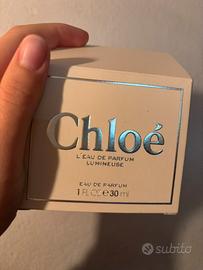 Chloé
L'EAU DE PARFUM
LUMINEUSE
EAU DE PARFUM
1 FL.OZ℮30 ml
subito